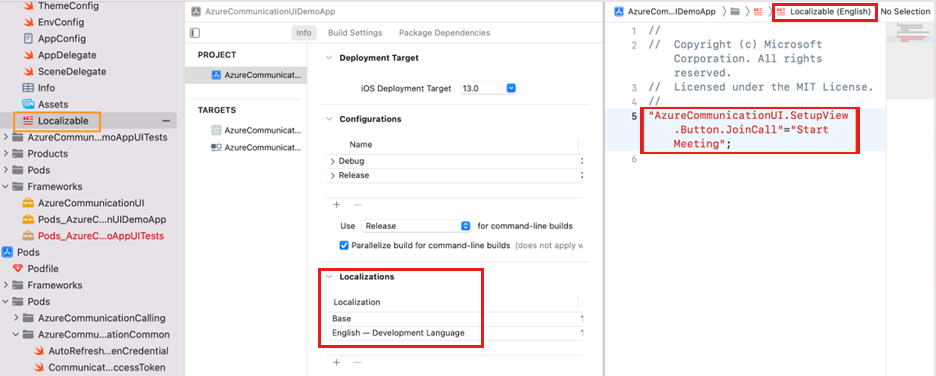 ThemeConfig
EnvConfig
AppConfig
AppDelegate
SceneDelegate
Info
Assets
Localizable
AzureCommun...moAppUITests
Products
Pods
Frameworks
AzureCommunicationUI
Pods_AzureC...nUIDemoApp
Pods_AzureC...oAppUITests
Pods
Podfile
Frameworks
Pods
AzureCommunicationCalling
AzureCommun...ationCommon
AutoRefresh...enCredential
Communicat...ccessToken
AzureCommunicationUIDemoApp
Info Build Settings Package Dependencies
PROJECT
AzureCommunicat...
TARGETS
AzureCommunicat...
AzureCommunicat...
Deployment Target
iOS Deployment Target 13.0
Configurations
Name
Debug
Release
Use Release for command-line builds
Parallelize build for command-line builds (does not apply w
Localizations
Localization
Base
English — Development Language
AzureCom...lDemoApp Localizable (English) No Selection
1 //
2 // Copyright (c) Microsoft
Corporation. All rights
reserved.
3 // Licensed under the MIT License.
4 //
5 "AzureCommunicationUI.SetupView
.Button.JoinCall"="Start
Meeting";
6